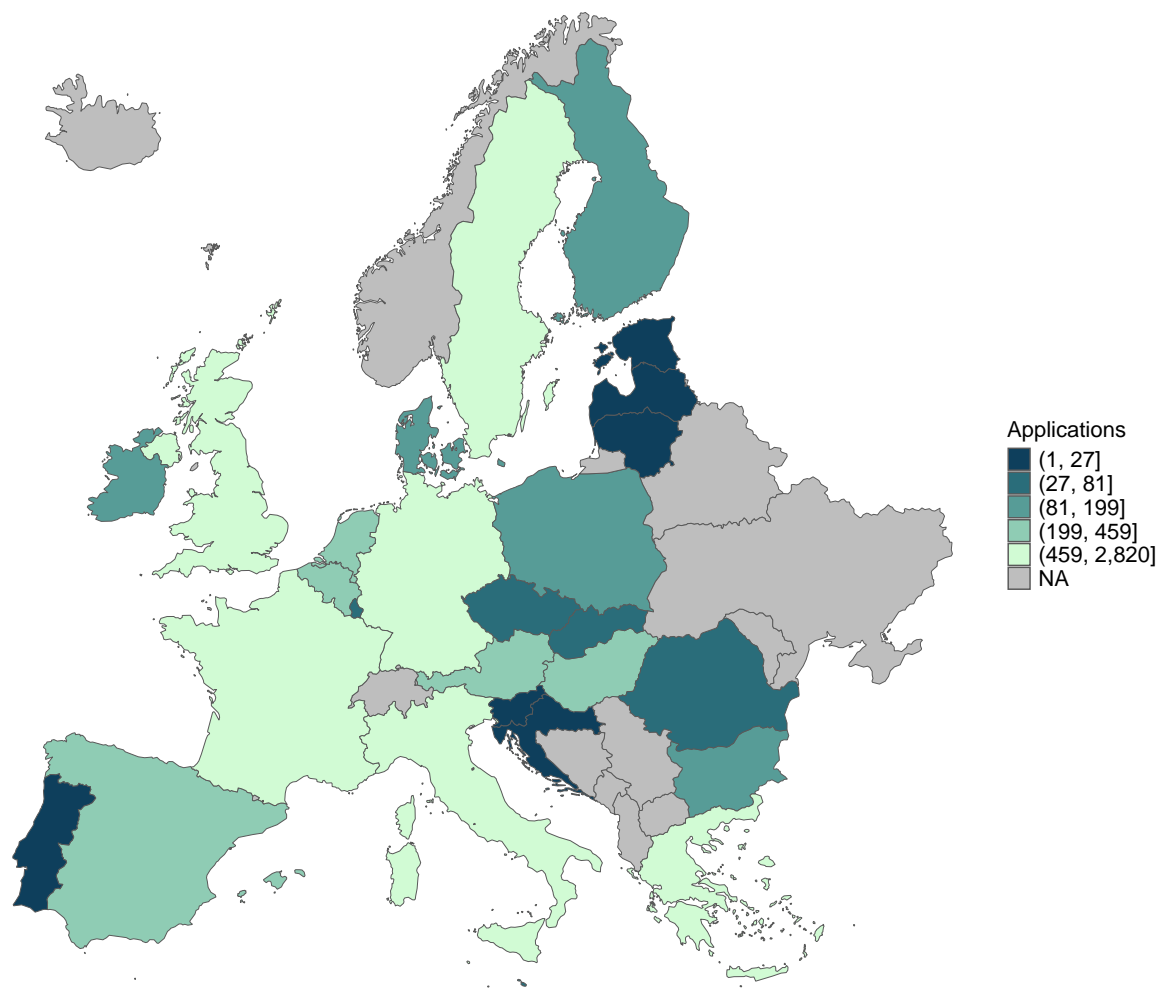 Applications
(1, 27]
(27, 81]
(81, 199]
(199, 459]
(459, 2,820]
NA